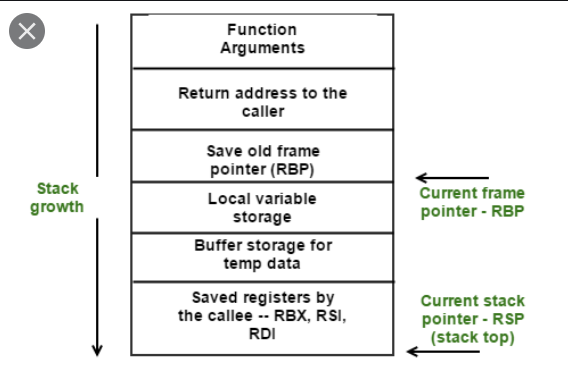 Function
Arguments
Return address to the
caller
Save old frame
pointer (RBP)
Local variable
storage
Buffer storage for
temp data
Saved registers by
the callee -- RBX, RSI,
RDI
Stack
growth
Current frame
pointer - RBP
Current stack
pointer - RSP
(stack top)